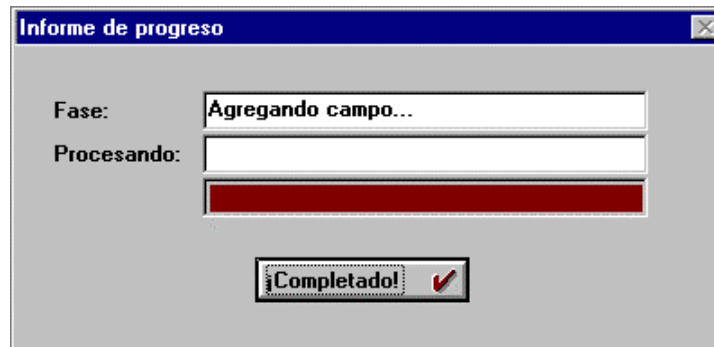 Informe de progreso
Fase: Agregando campo...
Procesando:
¡Completado!